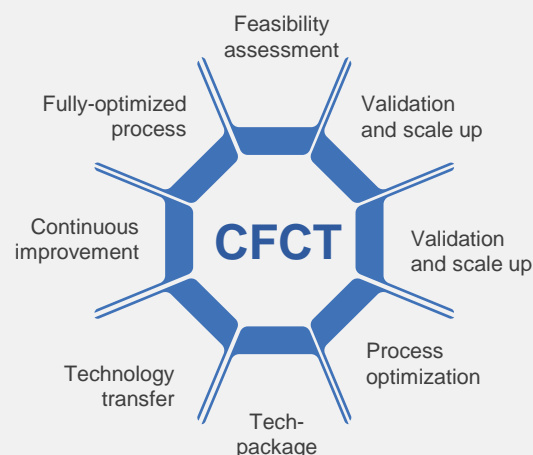 Feasibility
assessment
Fully-optimized
process
Validation
and scale up
Continuous
improvement
CFCT
Validation
and scale up
Technology
transfer
Process
optimization
Tech-
package